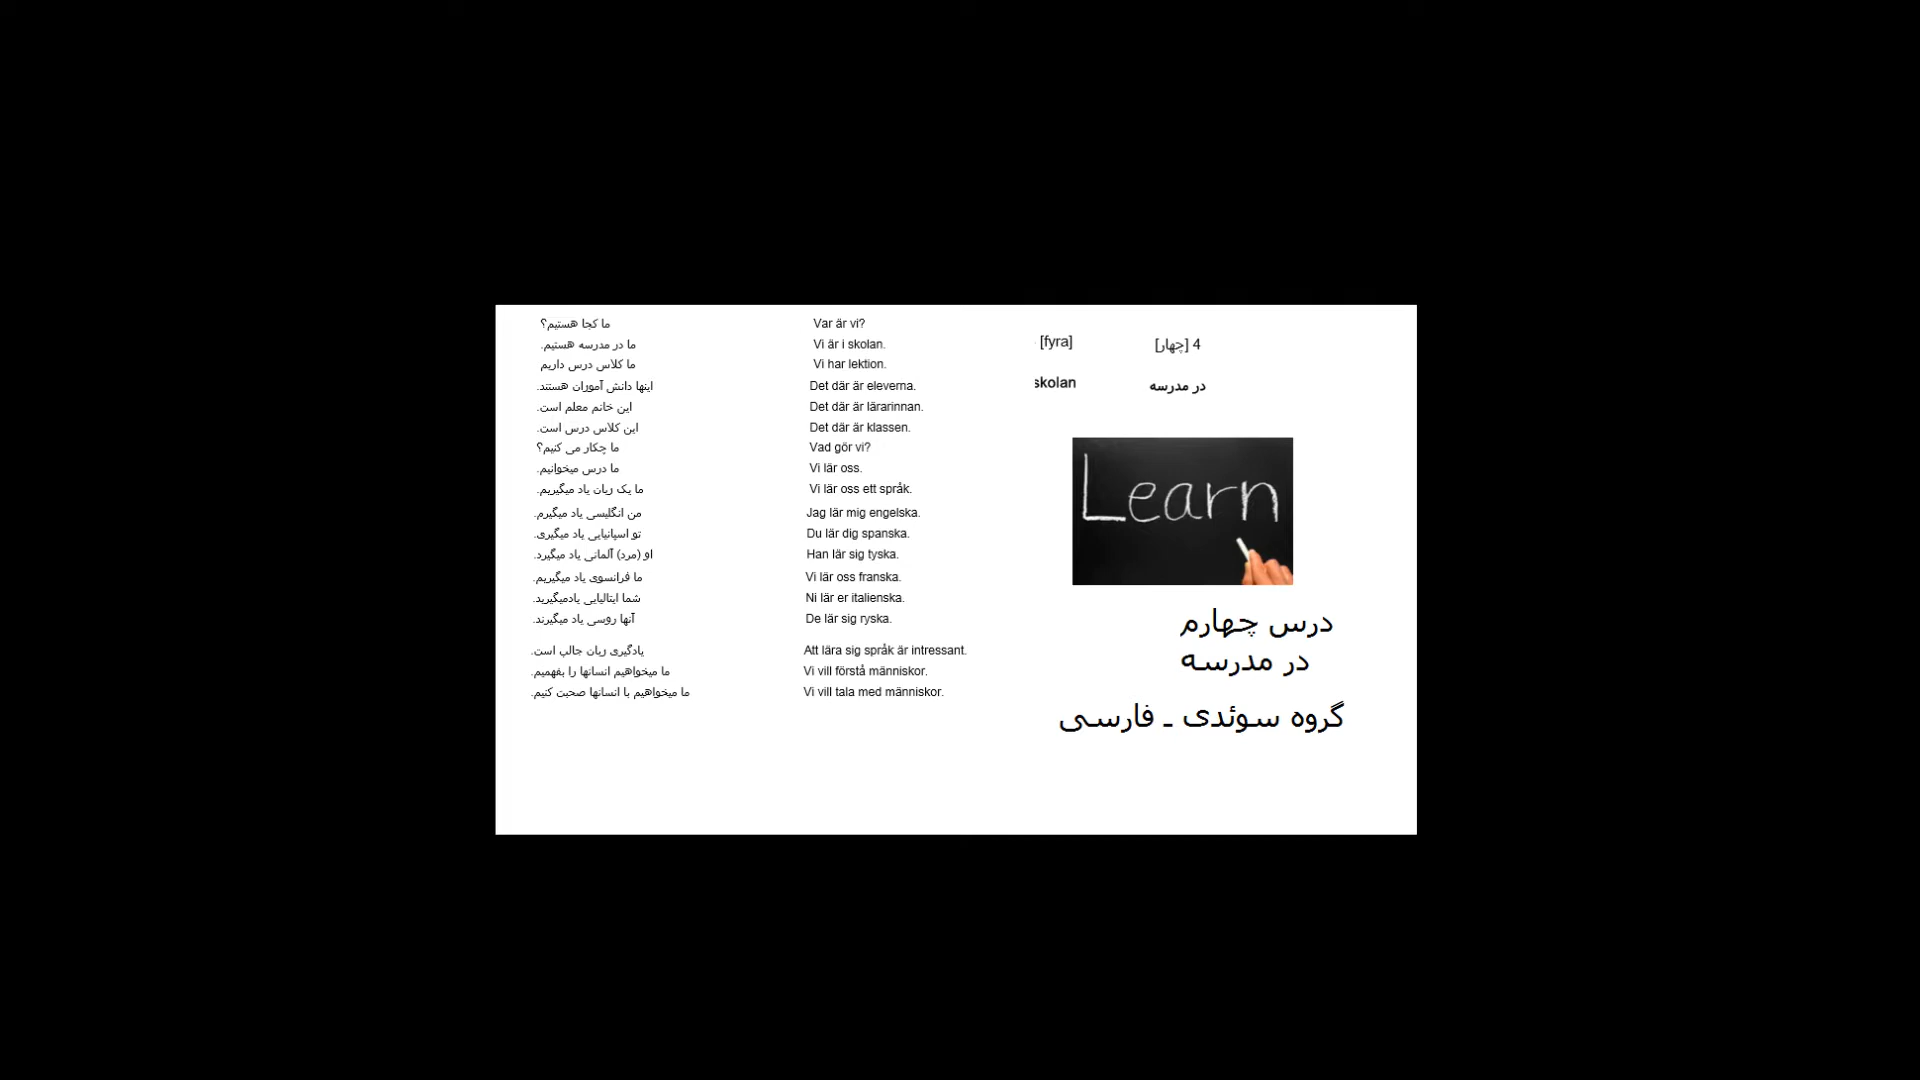 ما کجا هستیم؟
Var är vi?
ما در مدرسه هستیم.
Vi är i skolan.
ما کلاس درس داریم
Vi har lektion.
اینها دانش آموزان هستند.
Det där är eleverna.
این خانم معلم است.
Det där är lärarinnan.
این کلاس درس است.
Det där är klassen.
ما چکار می کنیم؟
Vad gör vi?
ما درس میخوانیم.
Vi lär oss.
ما یک زبان یاد میگیریم.
Vi lär oss ett språk.
من انگلیسی یاد میگیرم.
Jag lär mig engelska.
تو اسپانیایی یاد میگیری.
Du lär dig spanska.
او (مرد) آلمانی یاد میگیرد.
Han lär sig tyska.
ما فرانسوی یاد میگیریم.
Vi lär oss franska.
شما ایتالیایی یادمیگیرید.
Ni lär er italienska.
آنها روسی یاد میگیرند.
De lär sig ryska.
یادگیری زبان جالب است.
Att lära sig språk är intressant.
ما میخواهیم انسانها را بفهمیم.
Vi vill förstå människor.
ما میخواهیم با انسانها صحبت کنیم.
Vi vill tala med människor.
[fyra]
4 [چهار]
skolan
در مدرسه
Learn
درس چهارم
در مدرسه
گروه سوئدی ـ فارسی